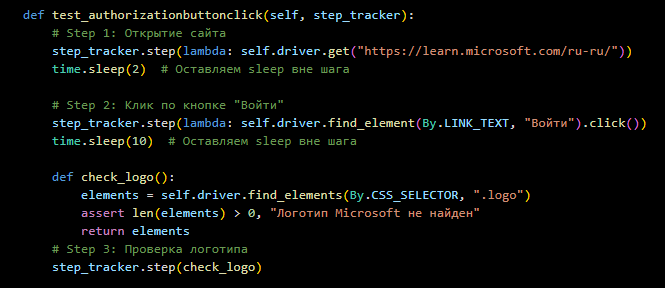 def test_authorizationbuttonclick(self, step_tracker):
    # Step 1: Открытие сайта
    step_tracker.step(lambda: self.driver.get("https://learn.microsoft.com/ru-ru/"))
    time.sleep(2)  # Оставляем sleep вне шага

    # Step 2: Клик по кнопке "Войти"
    step_tracker.step(lambda: self.driver.find_element(By.LINK_TEXT, "Войти").click())
    time.sleep(10)  # Оставляем sleep вне шага

    def check_logo():
        elements = self.driver.find_elements(By.CSS_SELECTOR, ".logo")
        assert len(elements) > 0, "Логотип Microsoft не найден"
        return elements
    # Step 3: Проверка логотипа
    step_tracker.step(check_logo)